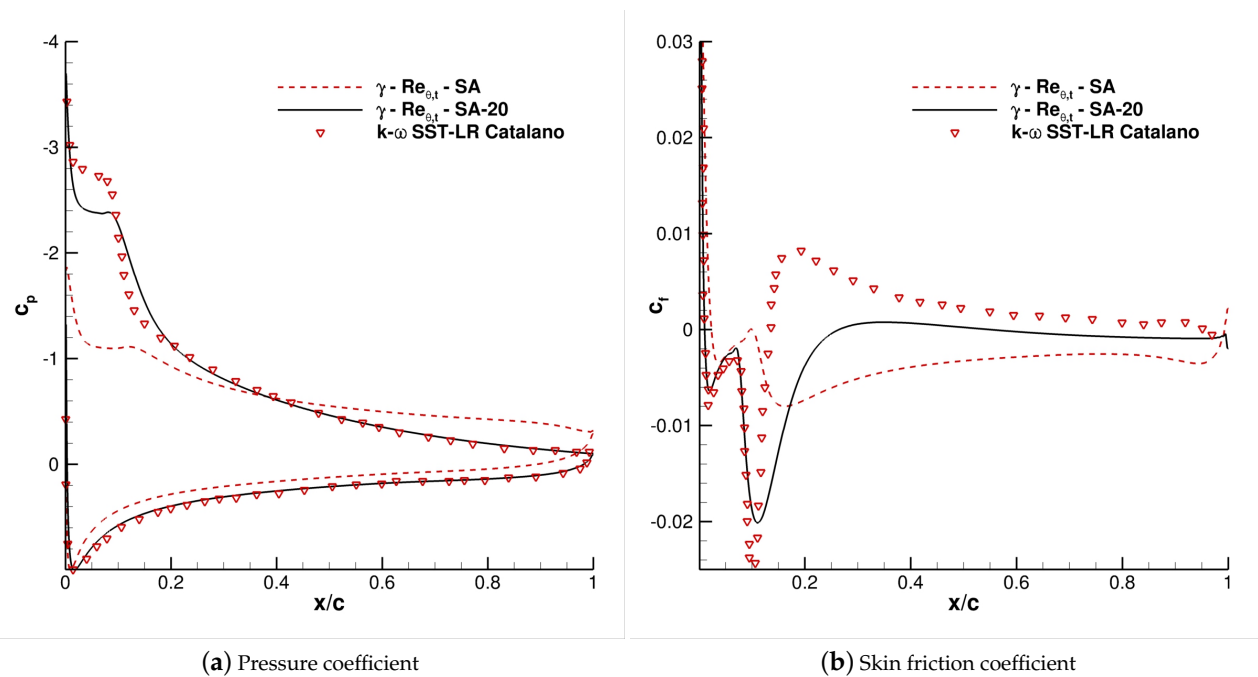 -4
-3
-2
-1
0
c_p
γ - Re_θ,t - SA
γ - Re_θ,t - SA-20
k-ω SST-LR Catalano
0 0.2 0.4 0.6 0.8 1
x/c
(a) Pressure coefficient
0.03
0.02
0.01
0
-0.01
-0.02
c_f
γ - Re_θ,t - SA
γ - Re_θ,t - SA-20
k-ω SST-LR Catalano
0.2 0.4 0.6 0.8 1
x/c
(b) Skin friction coefficient